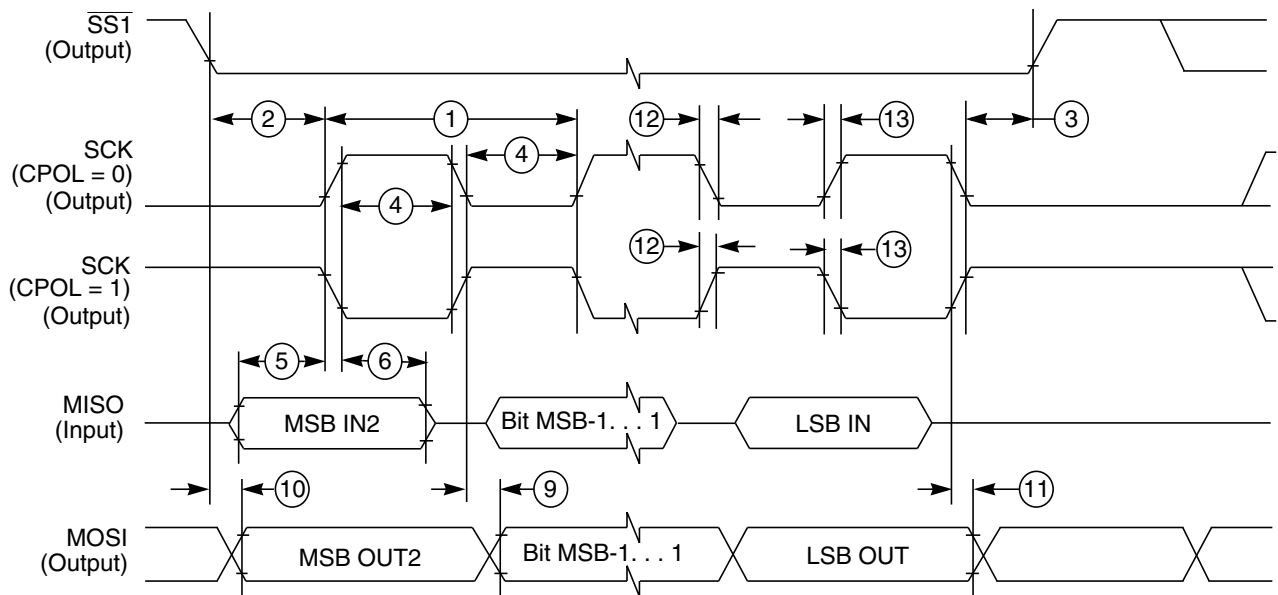 SS1
(Output)
2
1
12
13
3
SCK
(CPOL = 0)
(Output)
4
4
12
13
SCK
(CPOL = 1)
(Output)
5
6
MISO
(Input)
MSB IN2
Bit MSB-1. . . 1
LSB IN
10
9
11
MOSI
(Output)
MSB OUT2
Bit MSB-1. . . 1
LSB OUT